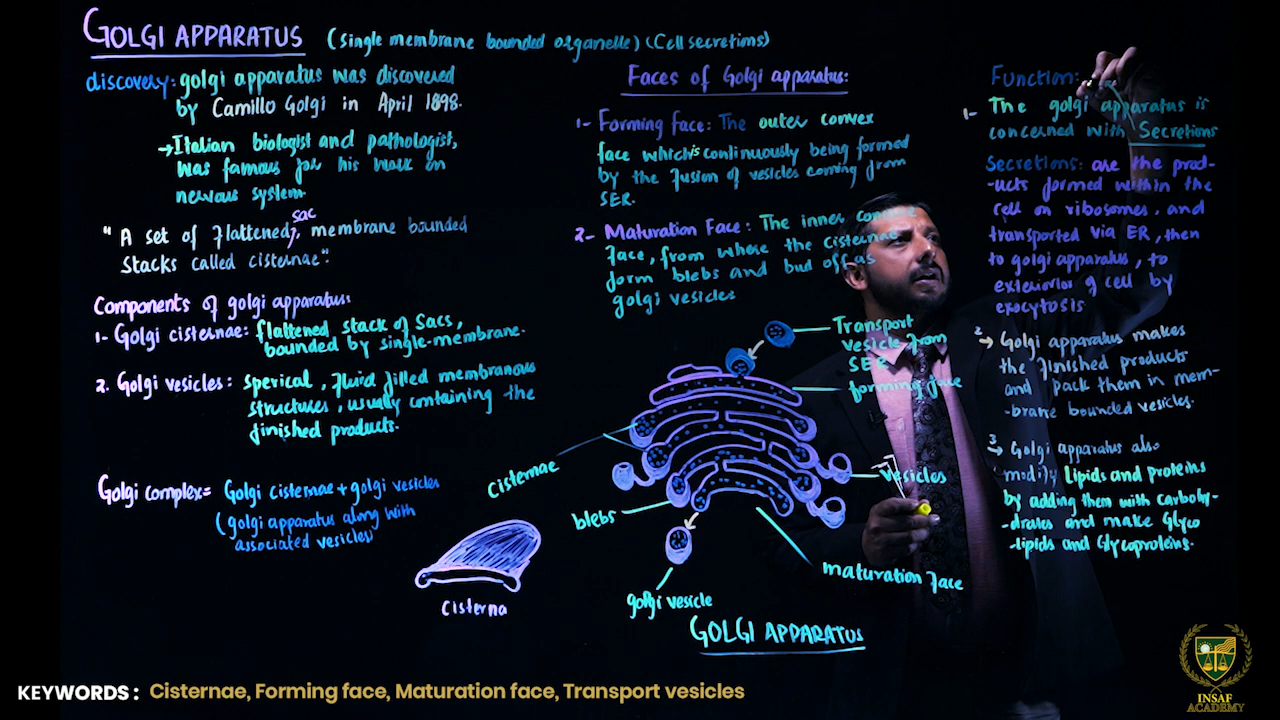 GOLGI APPARATUS (Single membrane bounded organelle) (Cell secretions)
discovery: golgi apparatus was discovered
by Camillo Golgi in April 1898.
→Italian biologist and pathologist,
was famous for his work on
nervous system.
sac
" A set of flattened, membrane bounded
Stacks called cisternae".
Components of golgi apparatus:
1- Golgi cisternae: flattened stack of Sacs,
bounded by single-membrane.
2. Golgi vesicles: sperical, fluid filled membranous
structures, usually containing the
finished products.
Golgi complex= Golgi cisternae + golgi vesicles
(golgi apparatus along with
associated vesicles)
Cisterna
Faces of Golgi apparatus:
1- Forming face: The outer convex
face which is continuously being formed
by the fusion of vesicles coming from
SER.
2- Maturation Face: The inner
face, from where the cisternae
form blebs and bud off as
golgi vesicles
Transport
vesicle from
SER
forming face
Cisternae
vesicles
blebs
maturation face
golgi vesicle
GOLGI APPARATUS
Function:
1- The golgi apparatus is
concerned with Secretions
Secretions: are the prod-
-ucts formed within the
cell on ribosomes, and
transported via ER, then
to golgi apparatus, to
exterior of cell by
exocytosis
2→ Golgi apparatus makes
the finished products
and pack them in mem-
-brane bounded vesicles.
3→ Golgi apparatus also
modify Lipids and proteins
by adding them with carbohy-
-drates and make Glyco
-lipids and Glycoproteins.
KEYWORDS : Cisternae, Forming face, Maturation face, Transport vesicles
INSAF
ACADEMY